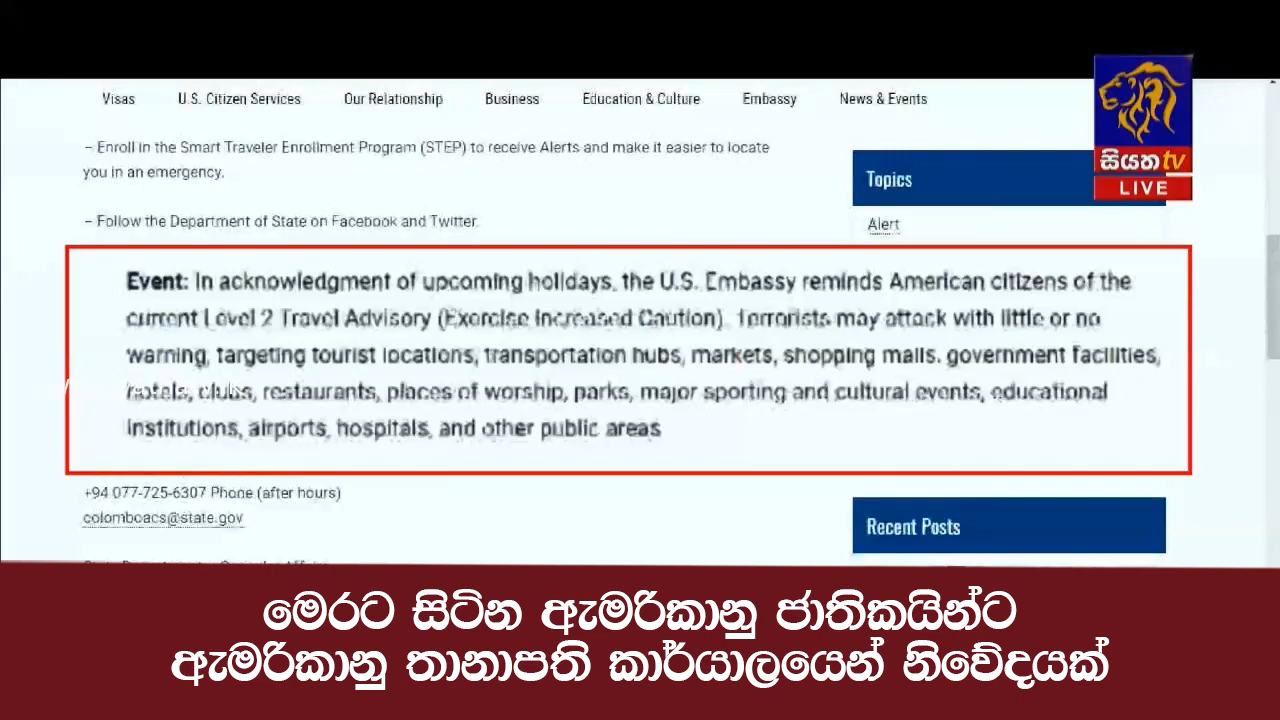 Visas U.S. Citizen Services Our Relationship Business Education & Culture Embassy News & Events
– Enroll in the Smart Traveler Enrollment Program (STEP) to receive Alerts and make it easier to locate
you in an emergency.
– Follow the Department of State on Facebook and Twitter.
සියත tv
LIVE
Topics
Alert
Event: In acknowledgment of upcoming holidays, the U.S. Embassy reminds American citizens of the
current Level 2 Travel Advisory (Exercise Increased Caution). Terrorists may attack with little or no
warning, targeting tourist locations, transportation hubs, markets, shopping malls. government facilities,
hotels, clubs, restaurants, places of worship, parks, major sporting and cultural events, educational
institutions, airports, hospitals, and other public areas
+94 077-725-6307 Phone (after hours)
colomboacs@state.gov
Recent Posts
මෙරට සිටින ඇමරිකානු ජාතිකයින්ට
ඇමරිකානු තානාපති කාර්යාලයෙන් නිවේදයක්